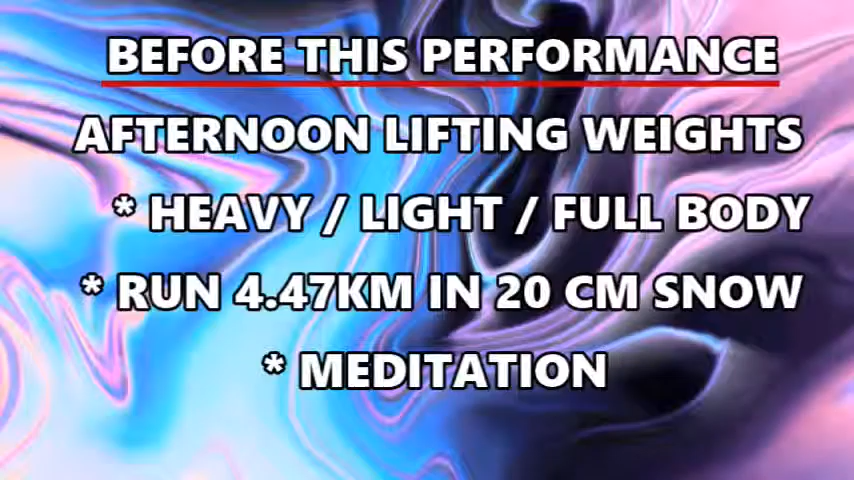 BEFORE THIS PERFORMANCE
AFTERNOON LIFTING WEIGHTS
* HEAVY / LIGHT / FULL BODY
* RUN 4.47KM IN 20 CM SNOW
* MEDITATION